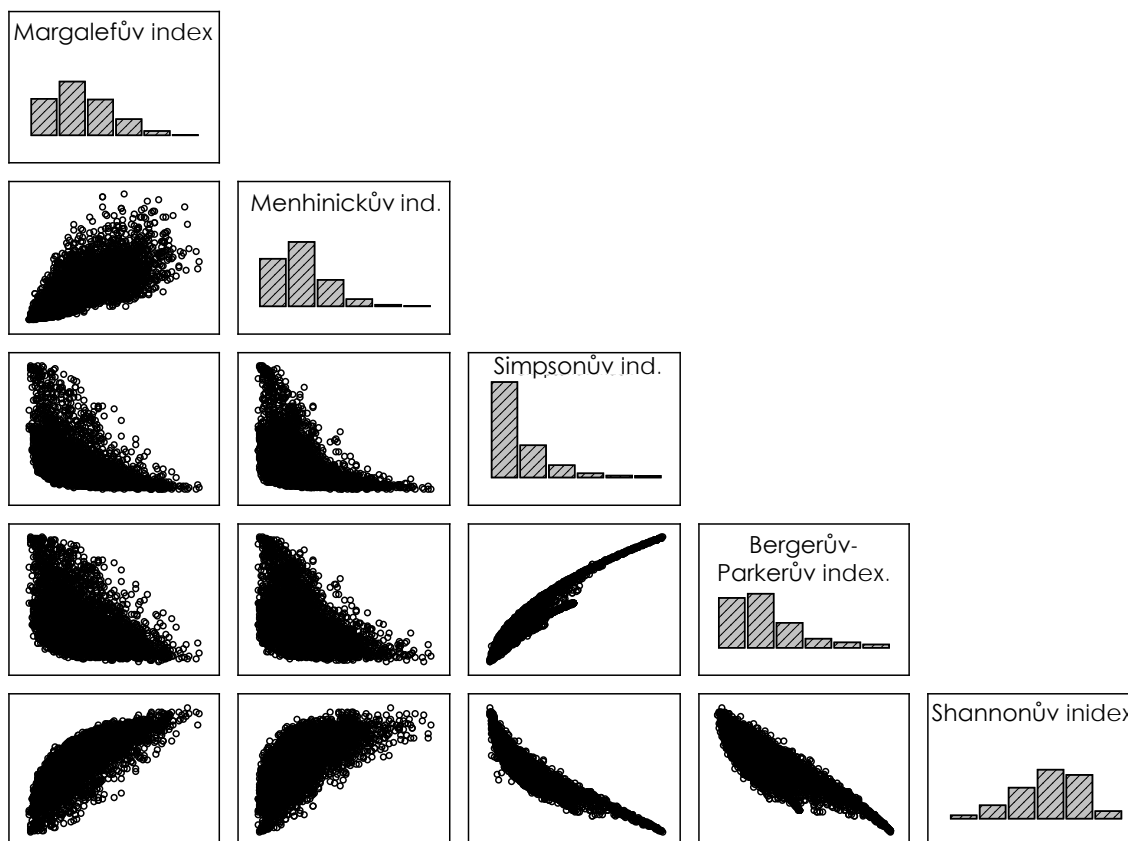 Margalefův index
Menhinickův ind.
Simpsonův ind.
Bergerův-
Parkerův index.
Shannonův inidex